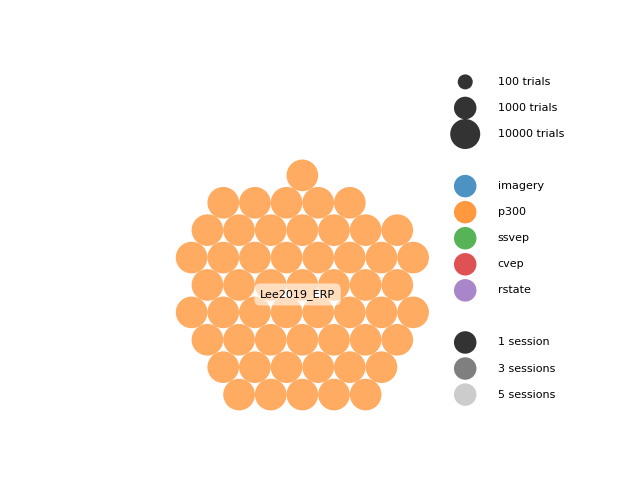 100 trials
1000 trials
10000 trials
imagery
p300
ssvep
cvep
rstate
1 session
3 sessions
5 sessions
Lee2019_ERP